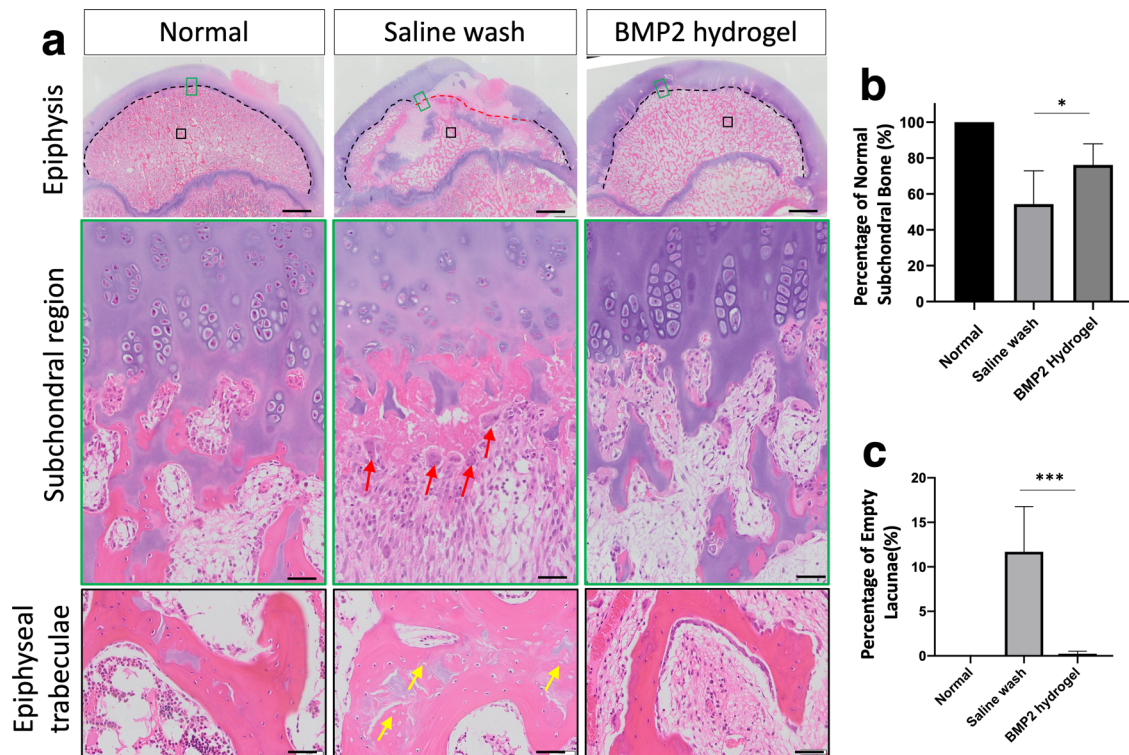 a
Normal
Saline wash
BMP2 hydrogel
Epiphysis
Subchondral region
Epiphyseal
trabeculae
b
Percentage of Normal
Subchondral Bone (%)
100
80
60
40
20
0
*
Normal
Saline wash
BMP2 Hydrogel
c
Percentage of Empty
Lacunae(%)
20
15
10
5
0
***
Normal
Saline wash
BMP2 hydrogel